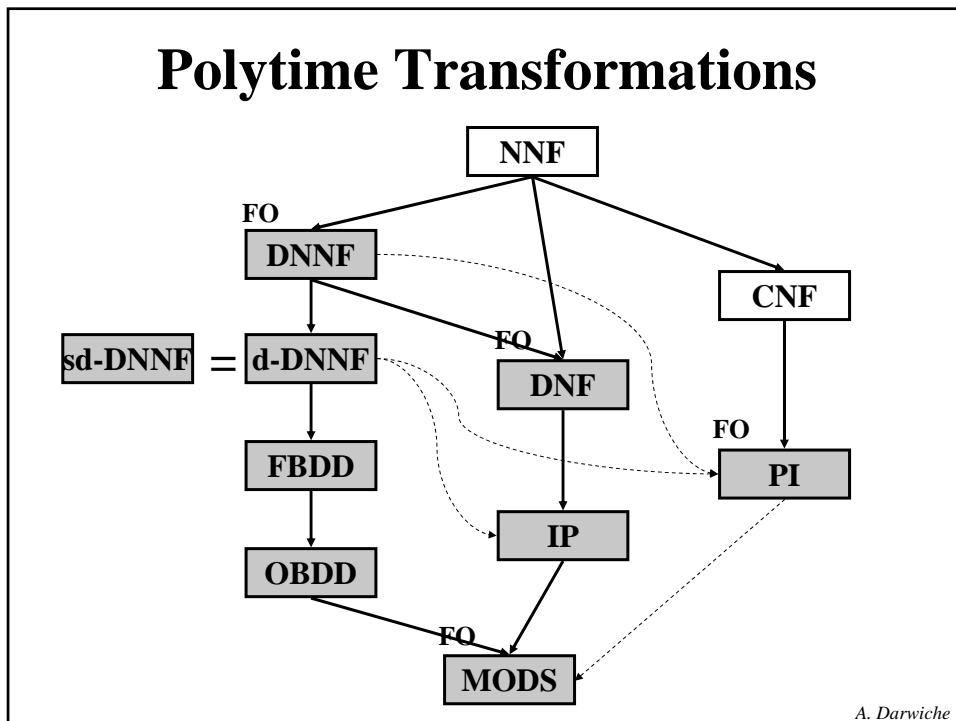 Polytime Transformations
NNF
FO
DNNF
CNF
FO
sd-DNNF = d-DNNF
DNF
FO
FBDD
PI
IP
OBDD
FO
MODS
A. Darwiche